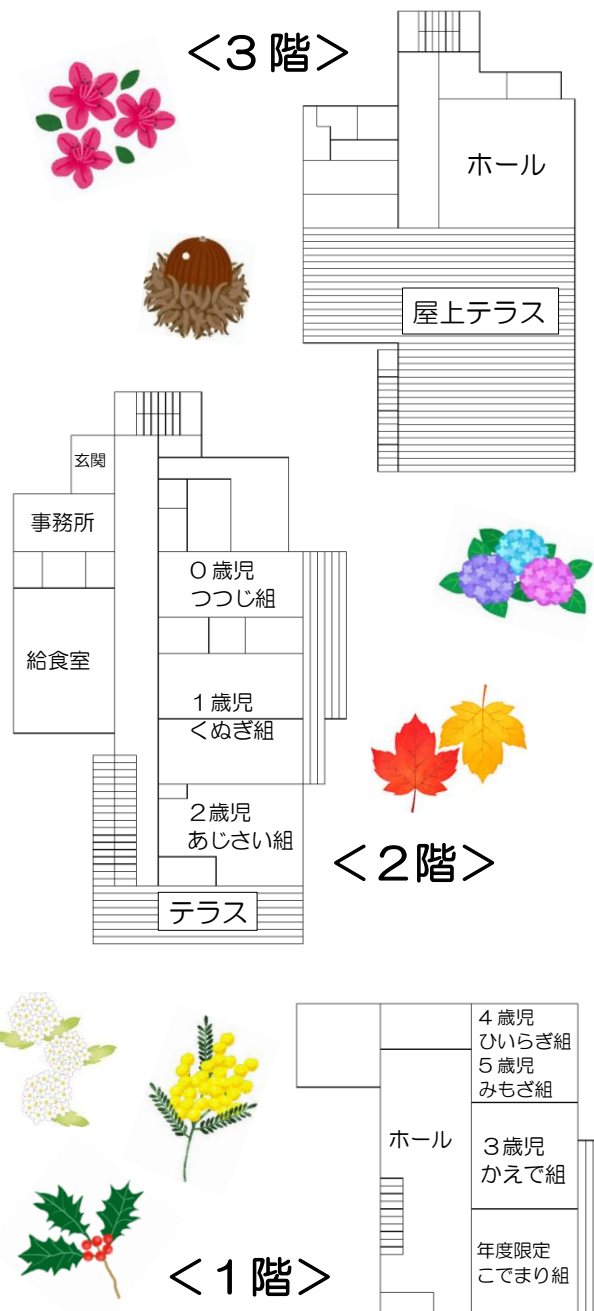 ＜３階＞
ホール
屋上テラス
玄関
事務所
０歳児
つつじ組
給食室
１歳児
くぬぎ組
２歳児
あじさい組
＜２階＞
テラス
４歳児
ひいらぎ組
５歳児
みもざ組
ホール
３歳児
かえで組
年度限定
こでまり組
＜１階＞